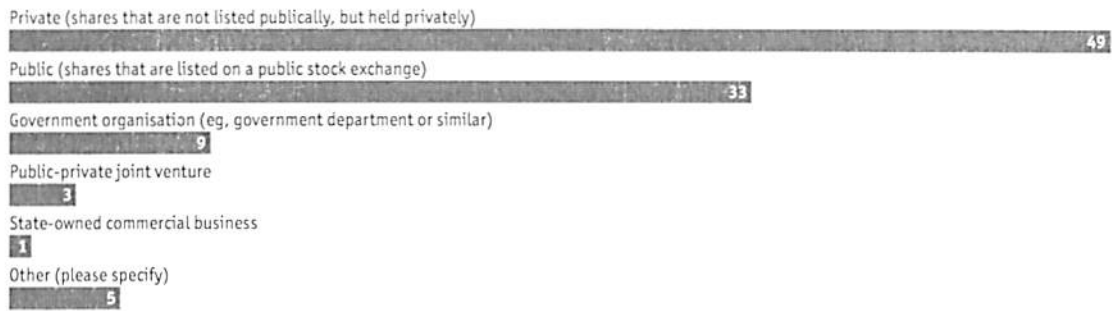 Private (shares that are not listed publically, but held privately)
49
Public (shares that are listed on a public stock exchange)
33
Government organisation (eg, government department or similar)
9
Public-private joint venture
3
State-owned commercial business
1
Other (please specify)
5